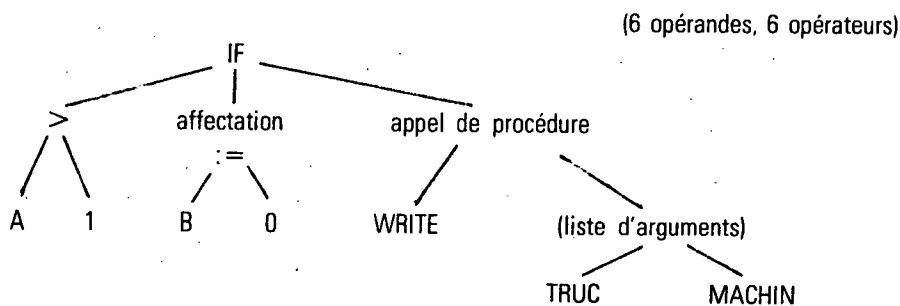 (6 opérandes, 6 opérateurs)
IF
> affectation appel de procédure
:=
A 1 B 0 WRITE (liste d'arguments)
TRUC MACHIN